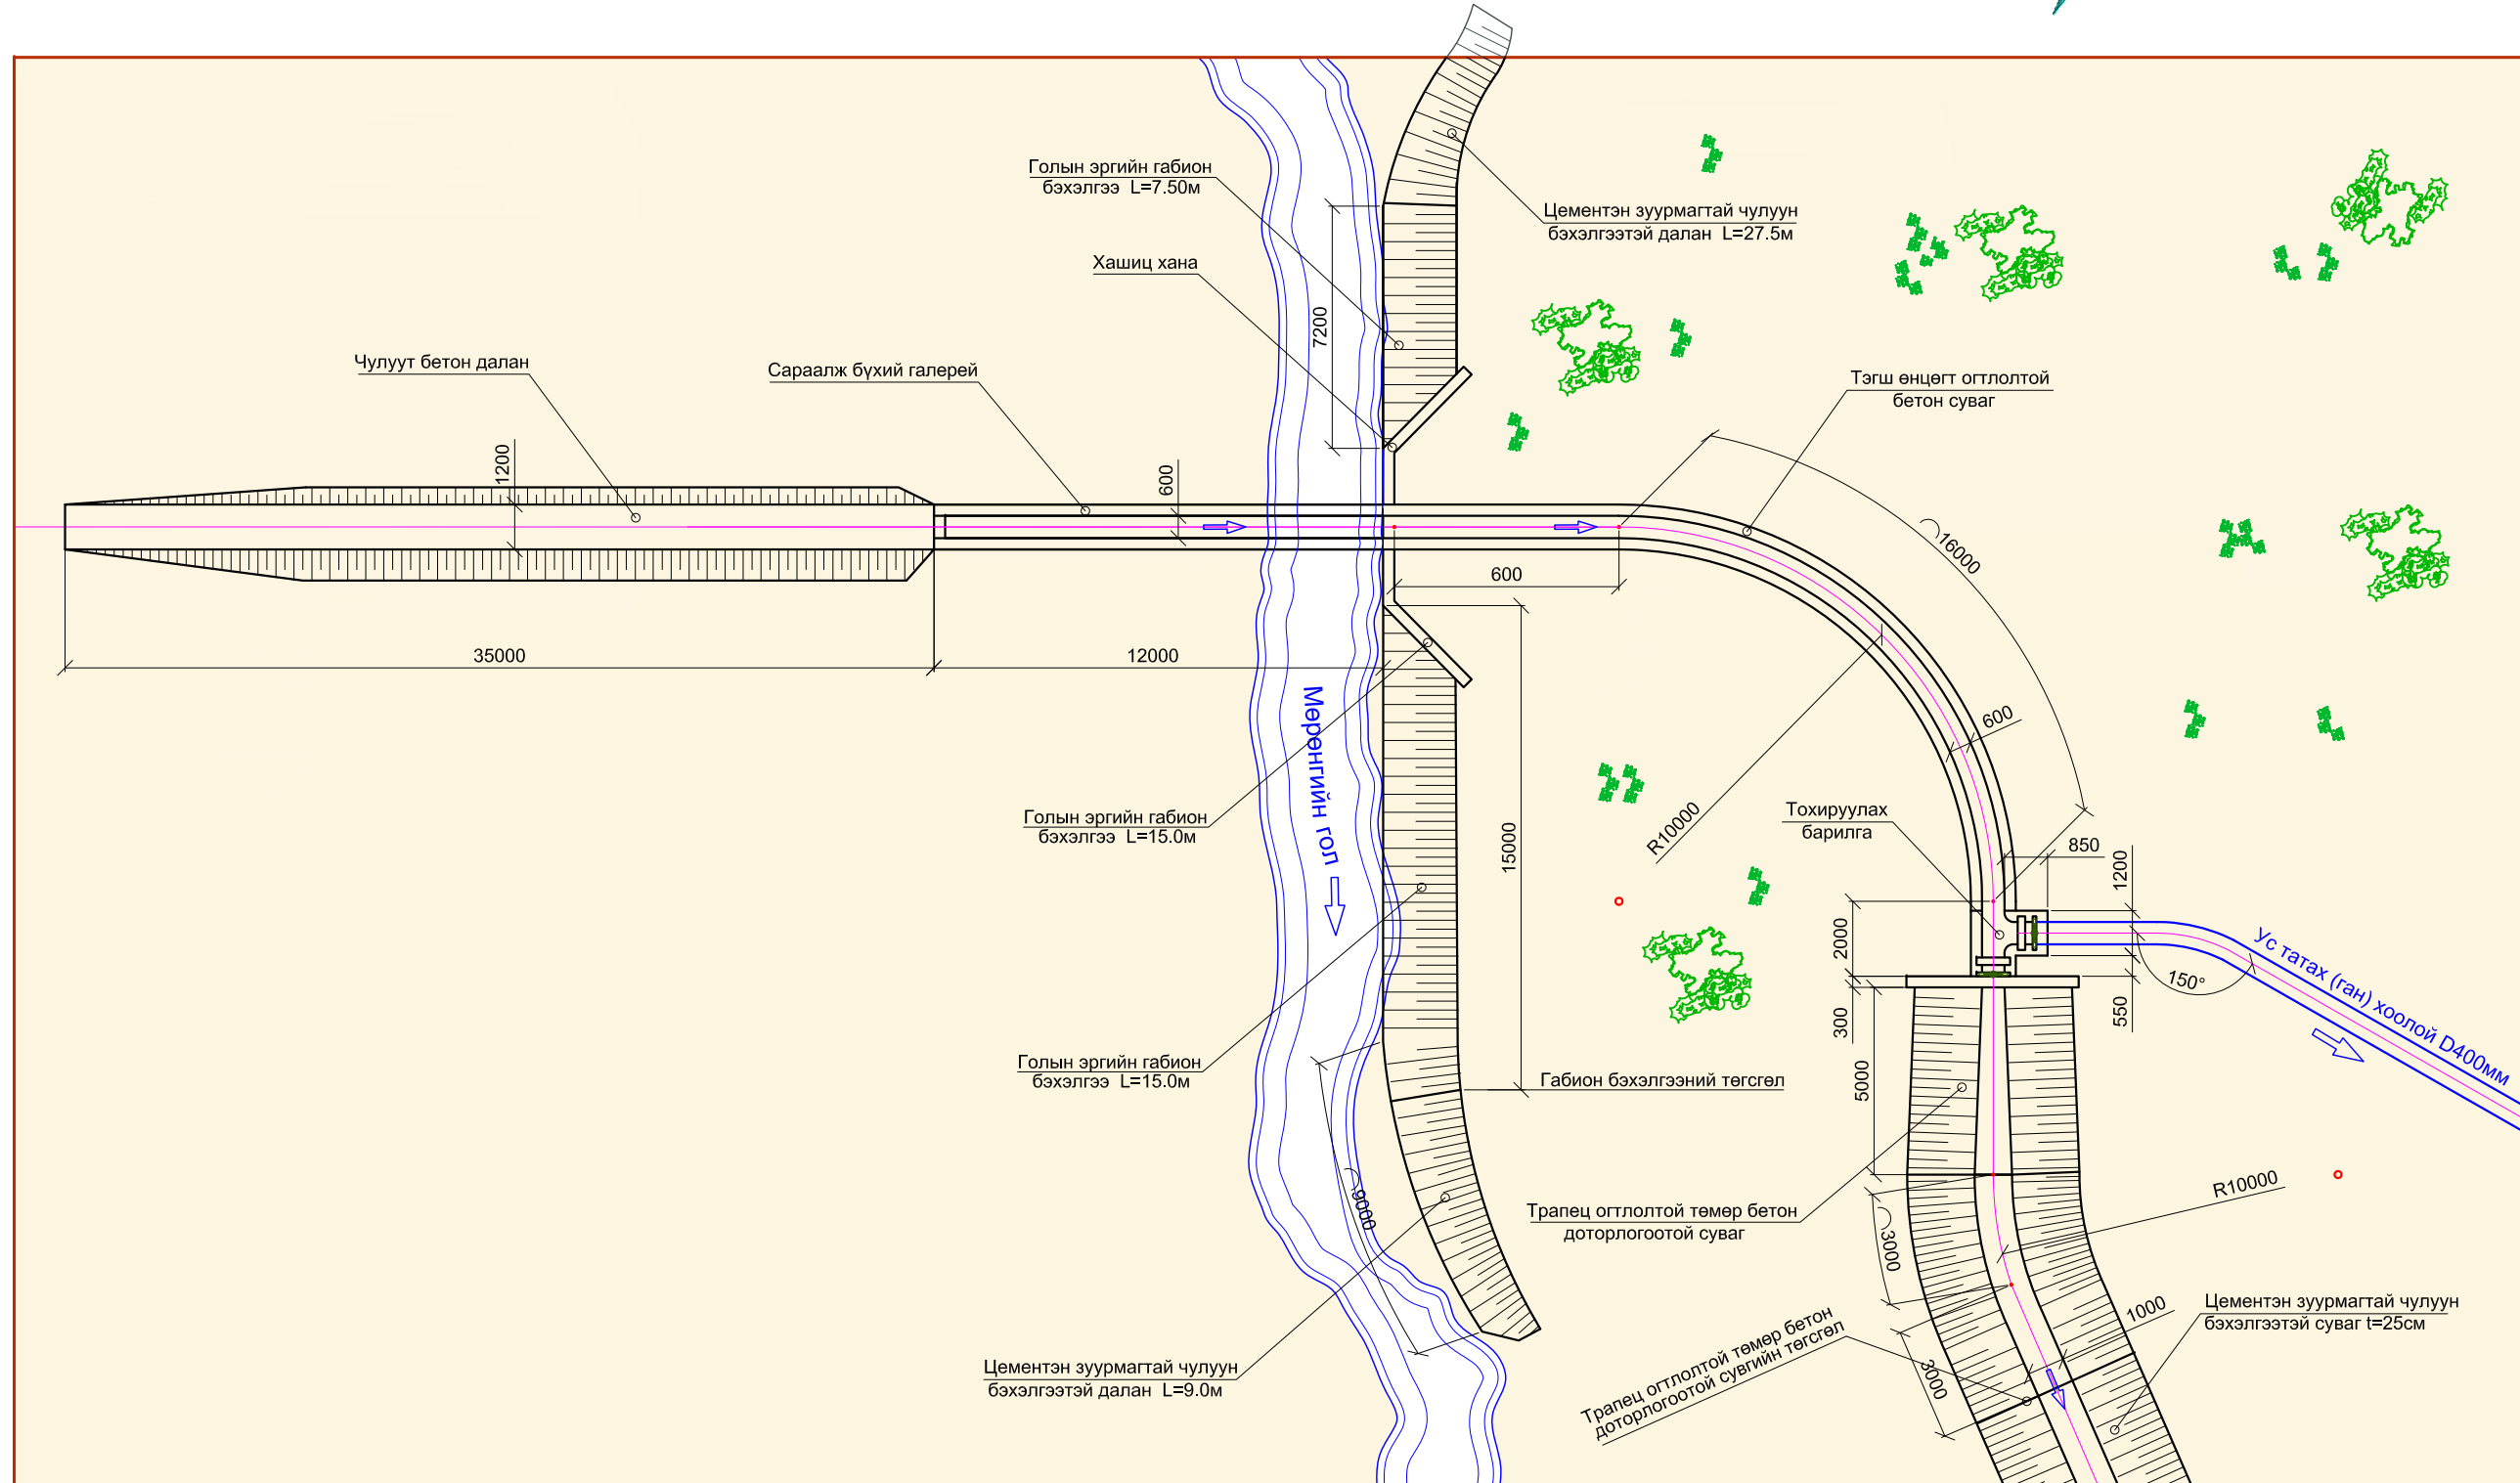 Голын эргийн габион
бэхэлгээ L=7.50м
Цементэн зуурмагтай чулуун
бэхэлгээтэй далан L=27.5м
Хашиц хана
7200
Чулуут бетон далан
Сараалж бүхий галерей
Тэгш өнцөгт огтлолтой
бетон суваг
1200
600
16000
600
35000
12000
Мөрөнгийн гол
600
R10000
Голын эргийн габион
бэхэлгээ L=15.0м
15000
Тохируулах
барилга
850
1200
2000
Ус татах (ган) хоолой D400мм
150°
300
550
Голын эргийн габион
бэхэлгээ L=15.0м
Габион бэхэлгээний төгсгөл
5000
9000
Трапец огтлолтой төмөр бетон
доторлогоотой суваг
R10000
3000
Цементэн зуурмагтай чулуун
бэхэлгээтэй суваг t=25см
1000
Трапец огтлолтой төмөр бетон
доторлогоотой сувгийн төгсгөл
3000
Цементэн зуурмагтай чулуун
бэхэлгээтэй далан L=9.0м